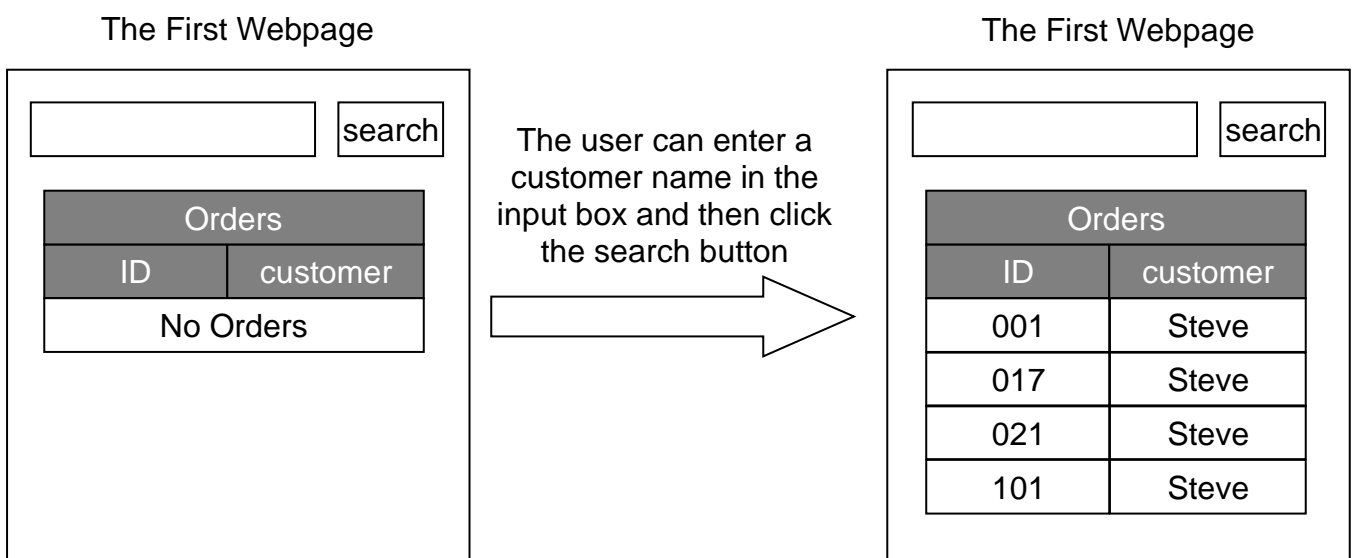 The First Webpage
search
Orders
ID customer
No Orders
The user can enter a
customer name in the
input box and then click
the search button
The First Webpage
search
Orders
ID customer
001 Steve
017 Steve
021 Steve
101 Steve